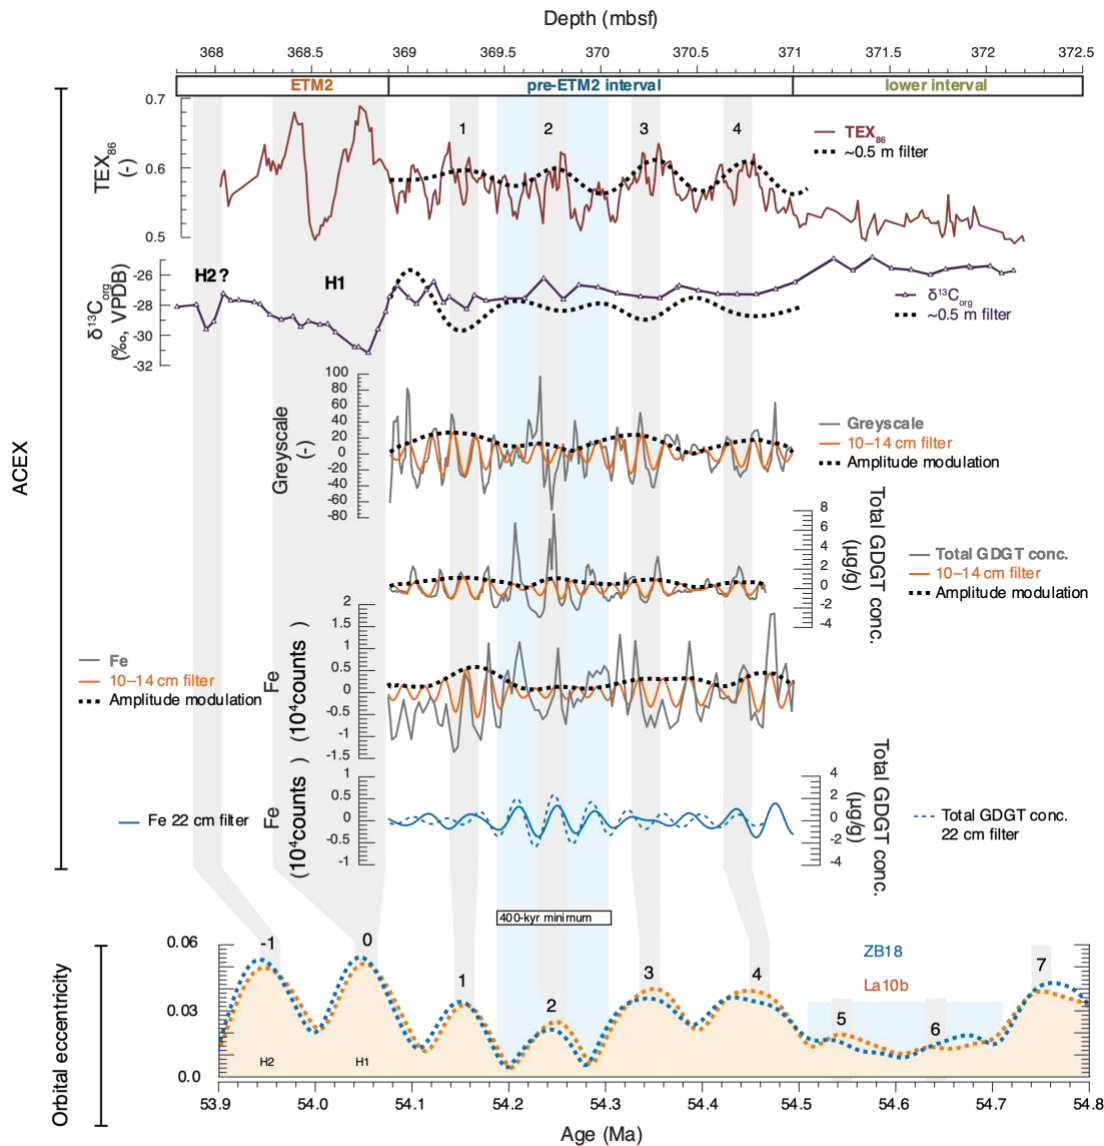 Depth (mbsf)
368 368.5 369 369.5 370 370.5 371 371.5 372 372.5
ETM2 pre-ETM2 interval lower interval
0.7
0.6
0.5
TEX86
(-)
1 2 3 4
TEX86
~0.5 m filter
-26
-28
-30
-32
δ13Corg
(‰, VPDB)
H2 ?
H1
δ13Corg
~0.5 m filter
ACEX
100
80
60
40
20
0
-20
-40
-60
-80
Greyscale
(-)
Greyscale
10–14 cm filter
Amplitude modulation
8
6
4
2
0
-2
-4
Total GDGT conc.
(µg/g)
Total GDGT conc.
10–14 cm filter
Amplitude modulation
2
1.5
1
0.5
0
-0.5
-1
-1.5
Fe
(10⁴counts )
Fe
10–14 cm filter
Amplitude modulation
1
0.5
0
-0.5
-1
Fe
(10⁴counts )
Fe 22 cm filter
4
2
0
-2
-4
Total GDGT conc.
(µg/g)
Total GDGT conc.
22 cm filter
400-kyr minimum
0.06
0.03
0.0
Orbital eccentricity
-1 0 1 2 3 4 5 6 7
ZB18
La10b
H2 H1
53.9 54.0 54.1 54.2 54.3 54.4 54.5 54.6 54.7 54.8
Age (Ma)